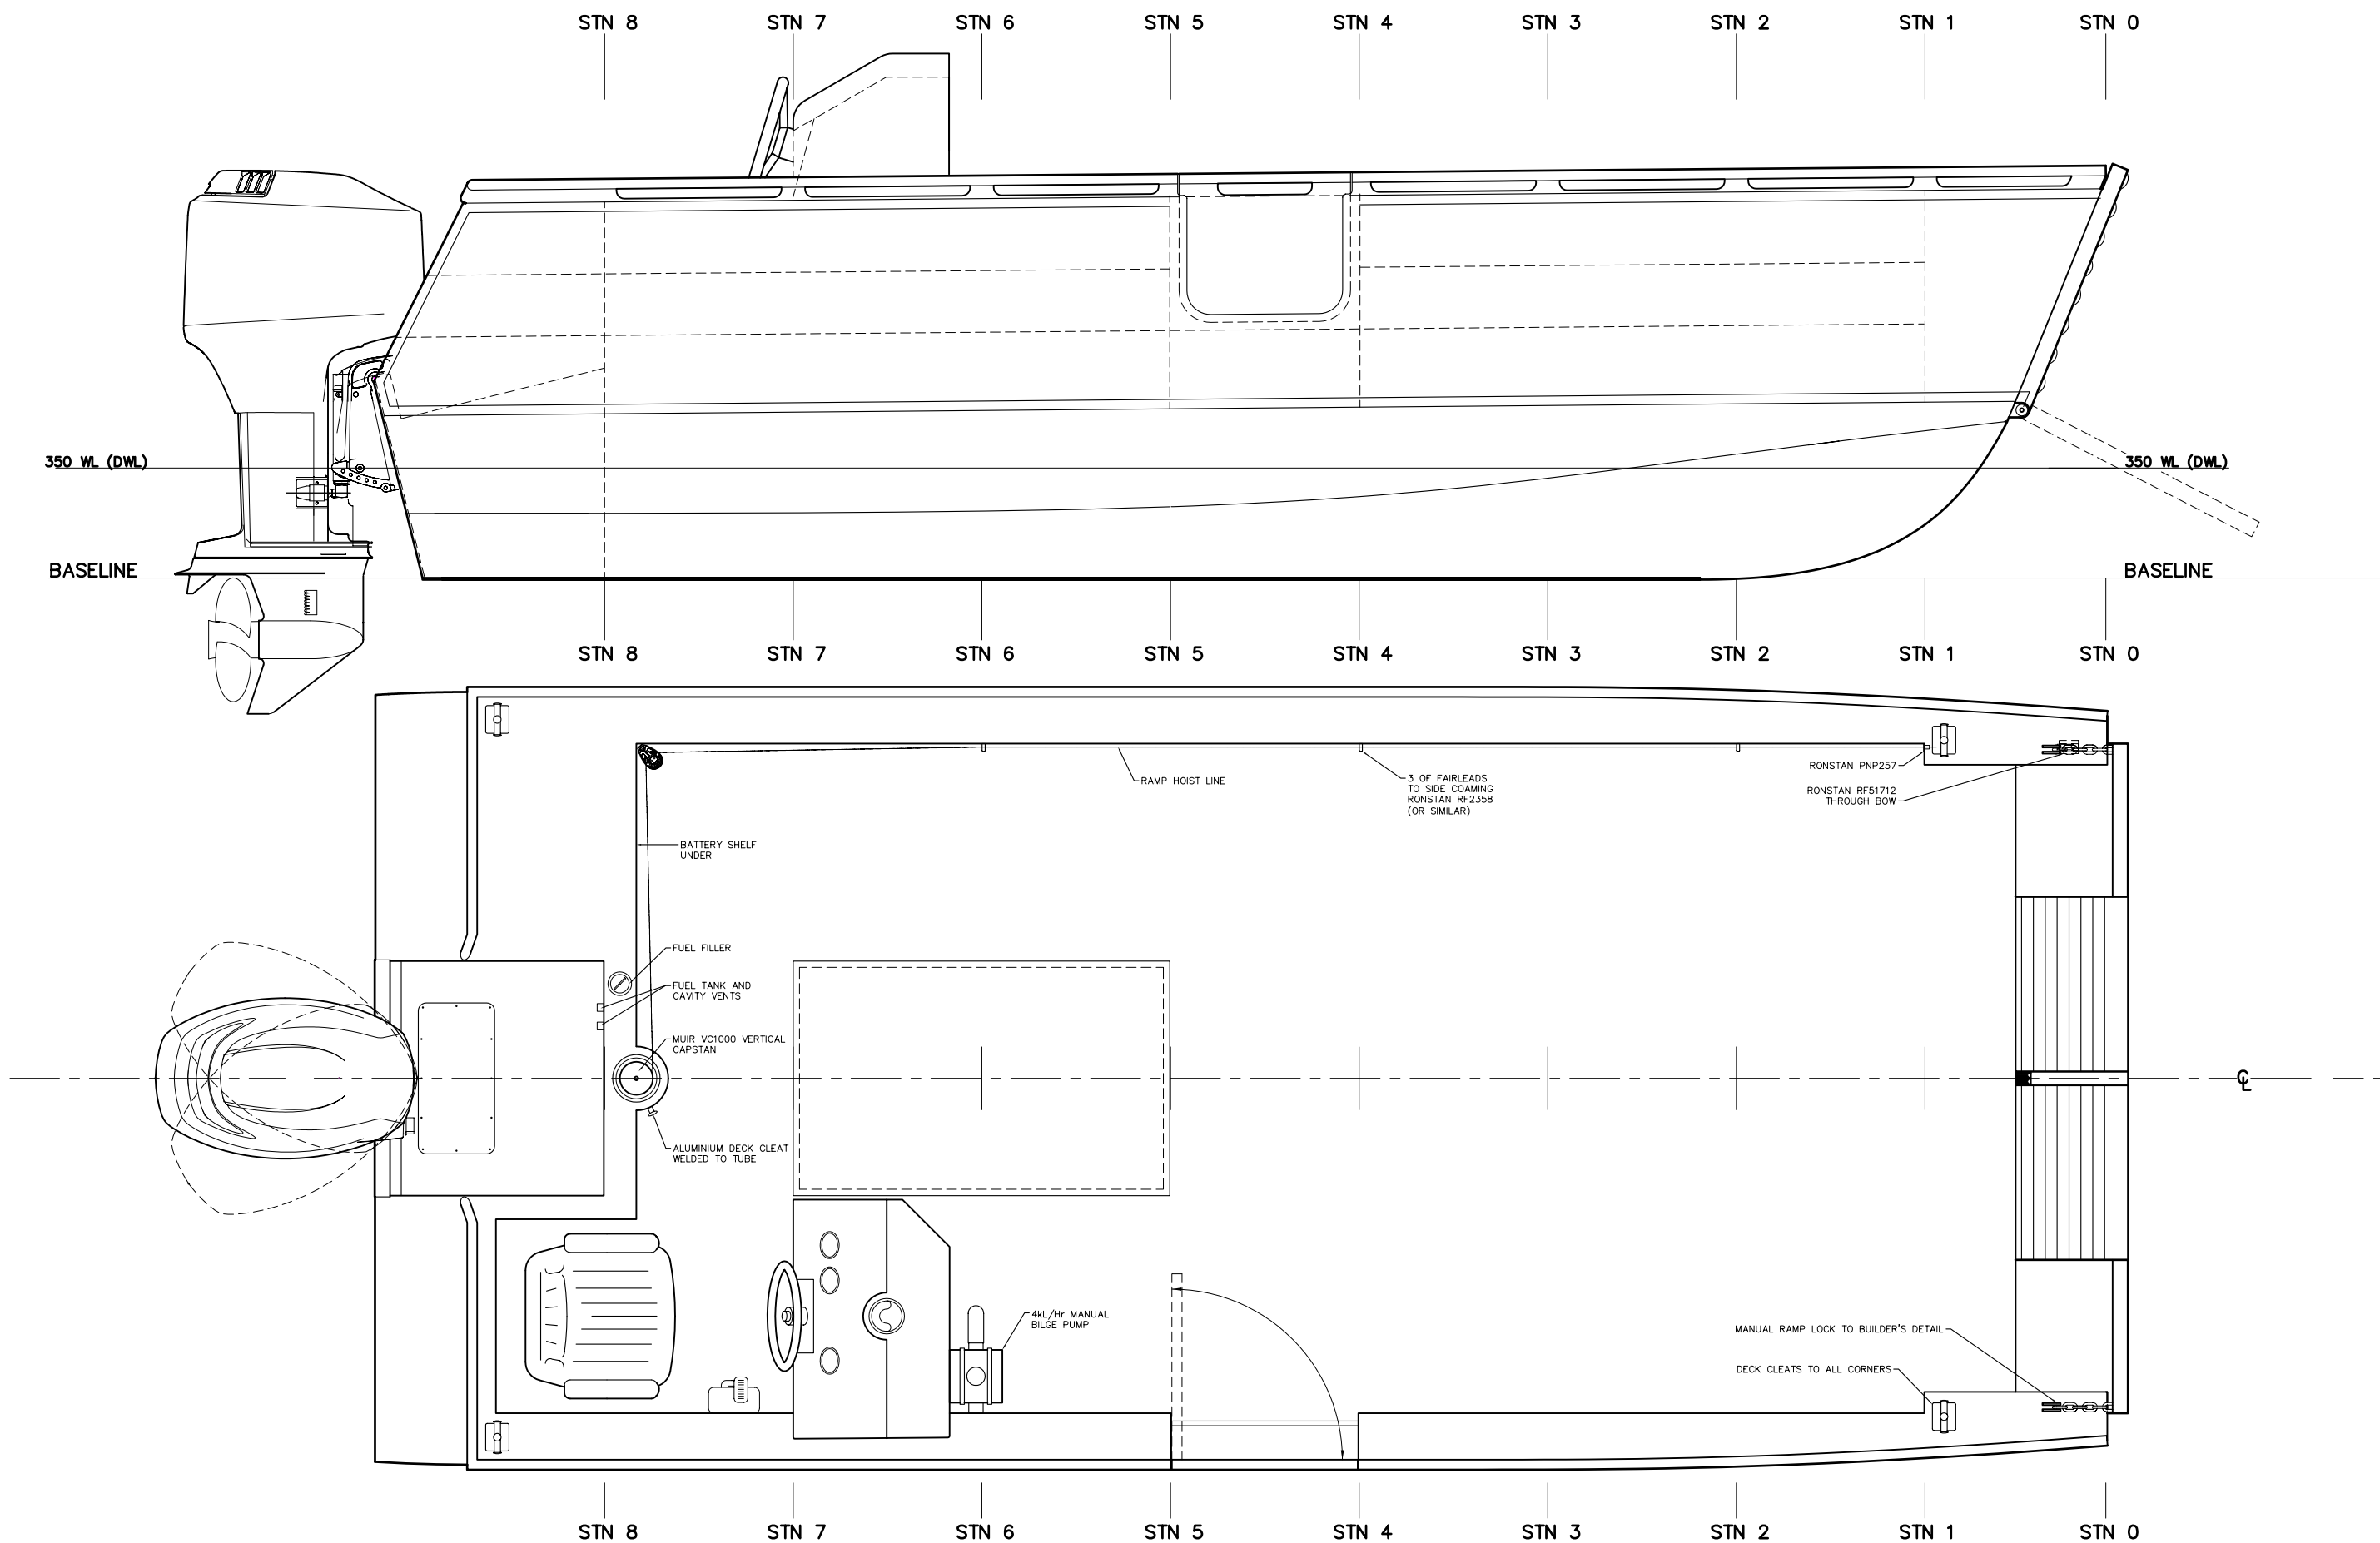 STN 8 STN 7 STN 6 STN 5 STN 4 STN 3 STN 2 STN 1 STN 0
350 WL (DWL) 350 WL (DWL)
BASELINE BASELINE
STN 8 STN 7 STN 6 STN 5 STN 4 STN 3 STN 2 STN 1 STN 0
RONSTAN PNP257
RAMP HOIST LINE
3 OF FAIRLEADS
TO SIDE COAMING
RONSTAN RF2358
(OR SIMILAR)
RONSTAN RF51712
THROUGH BOW
BATTERY SHELF
UNDER
FUEL FILLER
FUEL TANK AND
CAVITY VENTS
MUIR VC1000 VERTICAL
CAPSTAN
CL
ALUMINIUM DECK CLEAT
WELDED TO TUBE
4kL/Hr MANUAL
BILGE PUMP
MANUAL RAMP LOCK TO BUILDER'S DETAIL
DECK CLEATS TO ALL CORNERS
STN 8 STN 7 STN 6 STN 5 STN 4 STN 3 STN 2 STN 1 STN 0